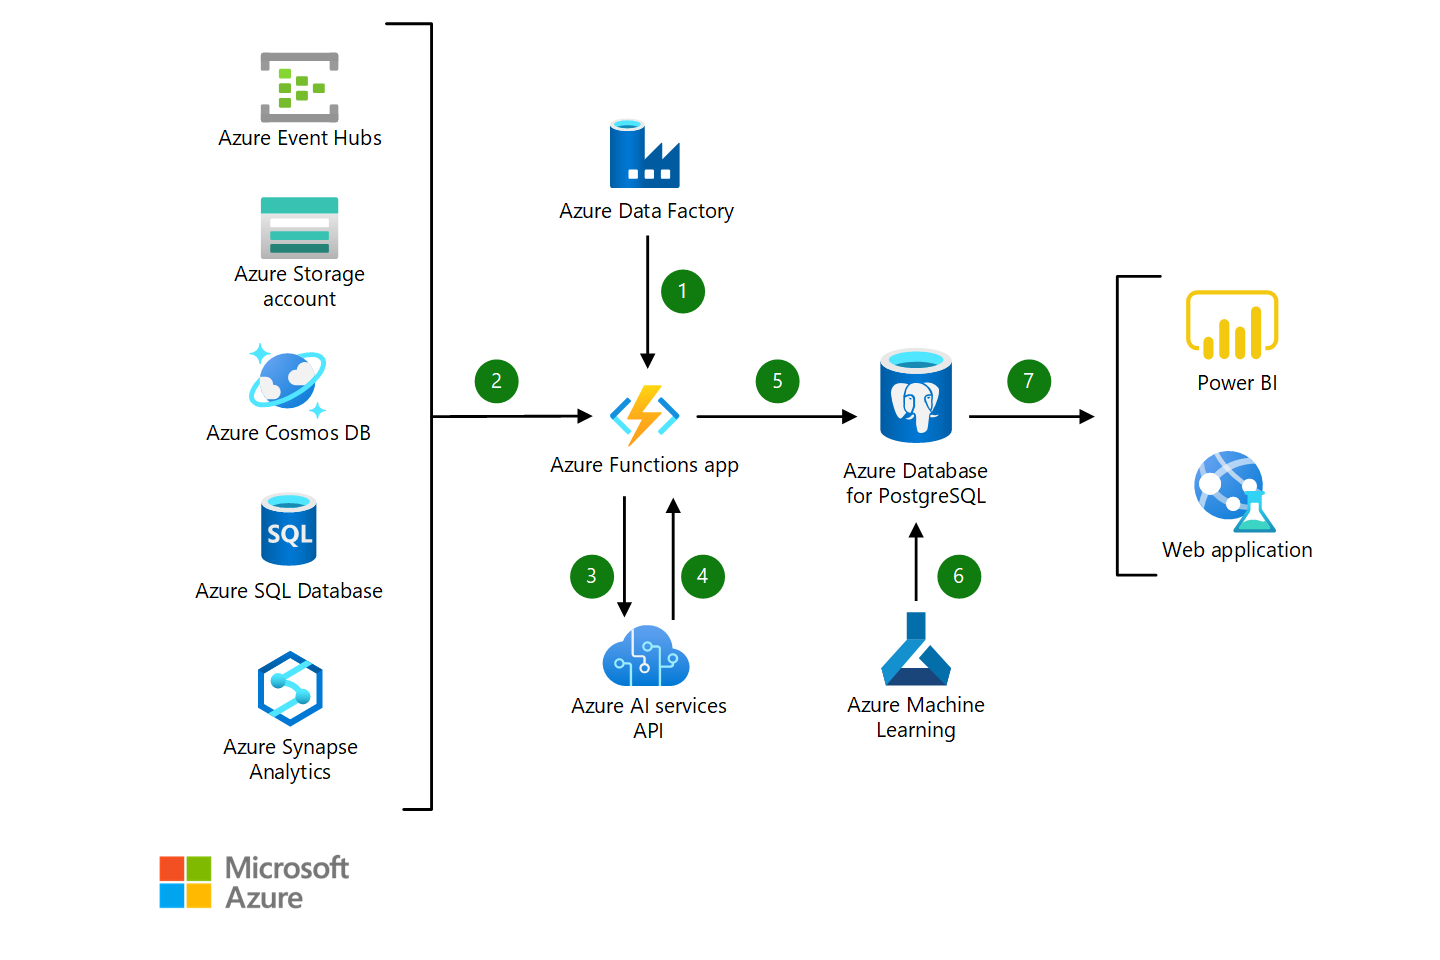 Azure Event Hubs
Azure Storage
account
Azure Cosmos DB
SQL
Azure SQL Database
Azure Synapse
Analytics
Azure Data Factory
1
2
Azure Functions app
3
4
Azure AI services
API
5
Azure Database
for PostgreSQL
6
Azure Machine
Learning
7
Power BI
Web application
Microsoft
Azure